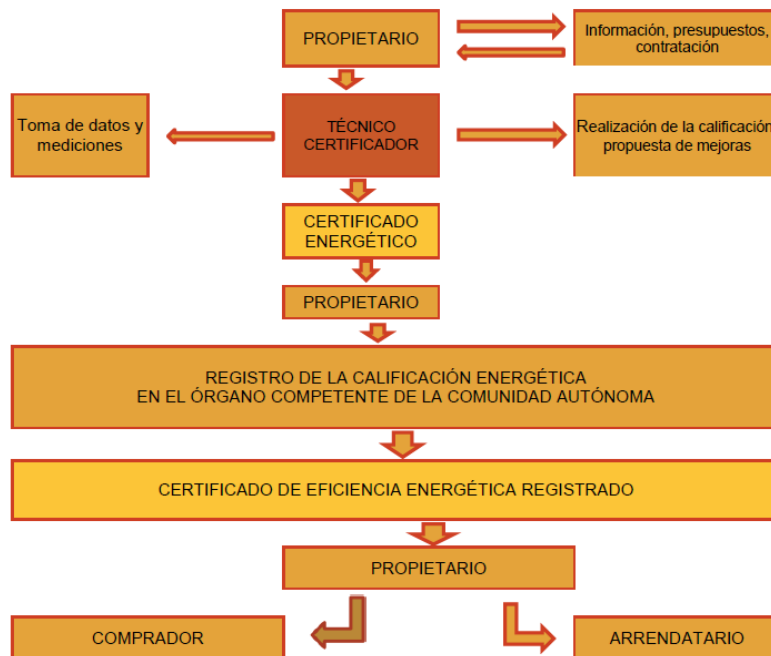 PROPIETARIO
Información, presupuestos,
contratación
Toma de datos y
mediciones
TÉCNICO
CERTIFICADOR
Realización de la calificación
propuesta de mejoras
CERTIFICADO
ENERGÉTICO
PROPIETARIO
REGISTRO DE LA CALIFICACIÓN ENERGÉTICA
EN EL ÓRGANO COMPETENTE DE LA COMUNIDAD AUTÓNOMA
CERTIFICADO DE EFICIENCIA ENERGÉTICA REGISTRADO
PROPIETARIO
COMPRADOR
ARRENDATARIO